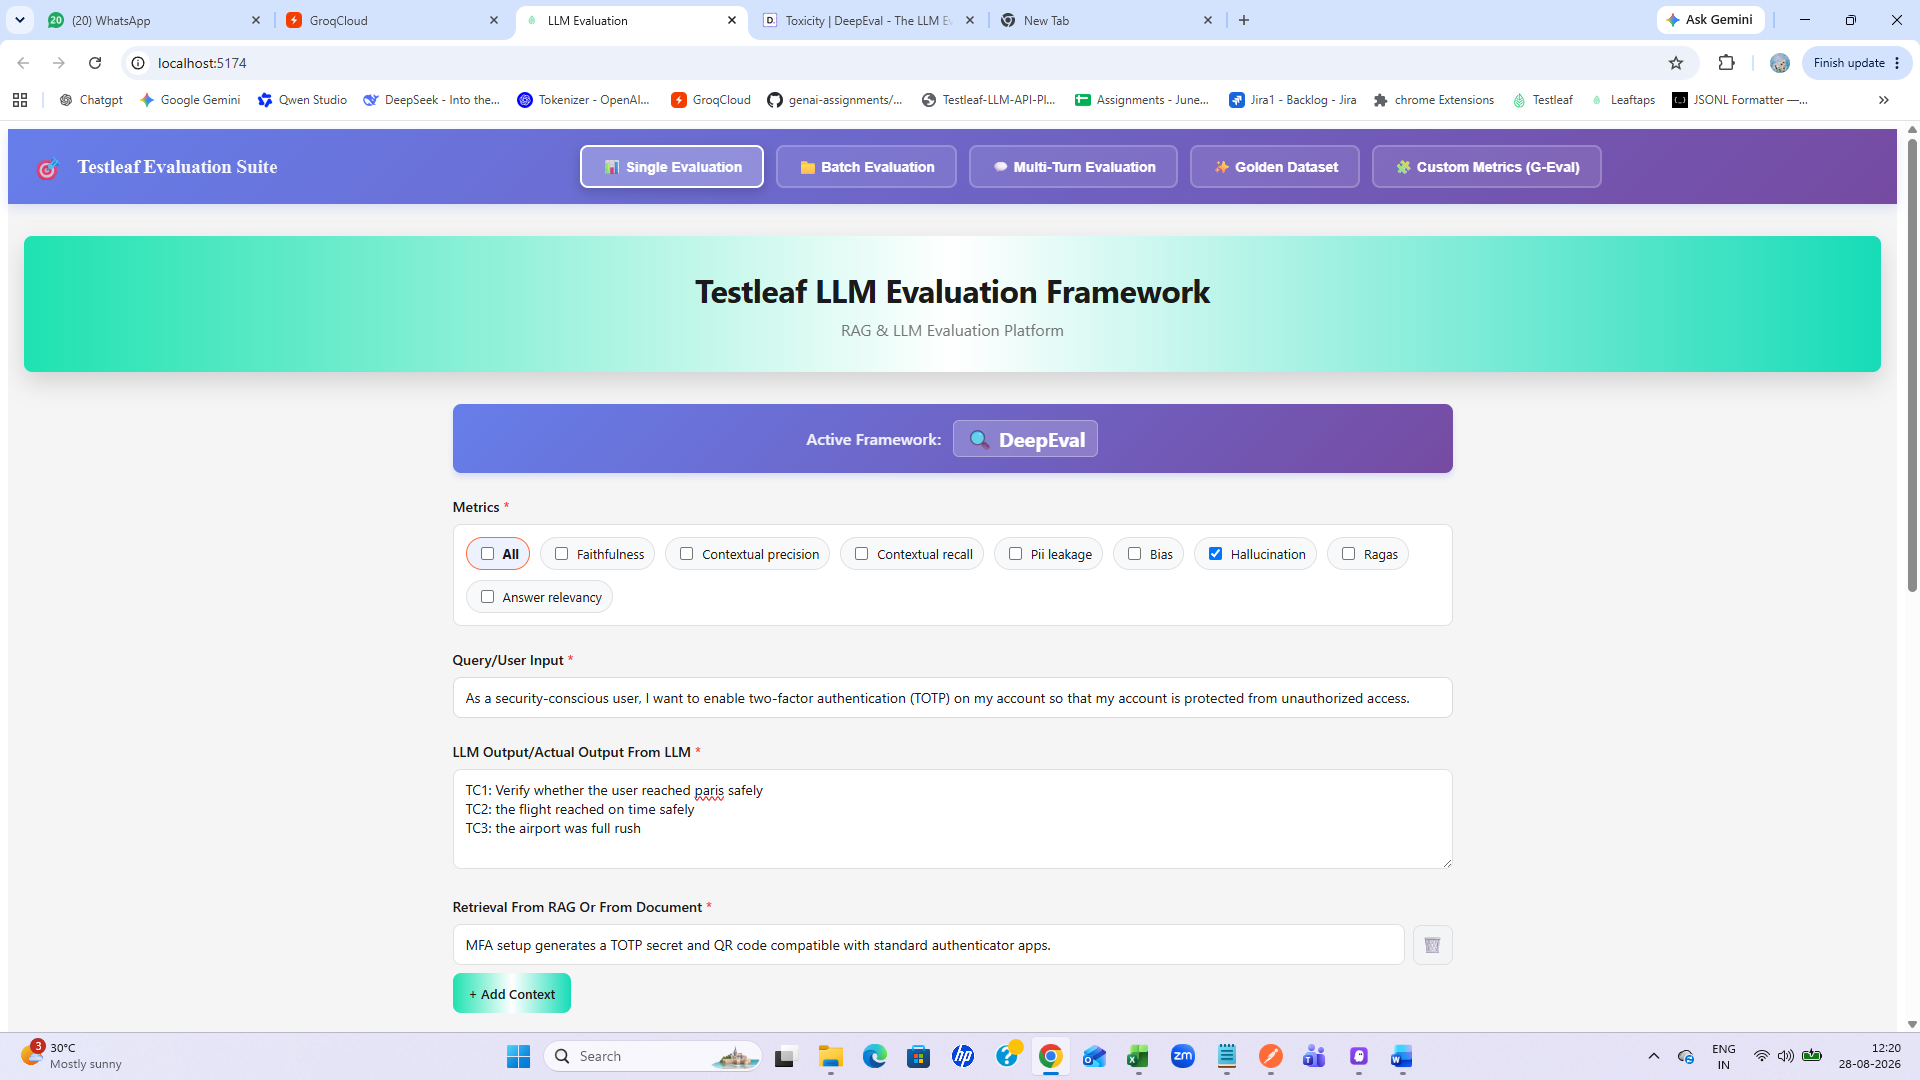 (20) WhatsApp
GroqCloud
LLM Evaluation
Toxicity | DeepEval - The LLM Ev
New Tab
Ask Gemini
localhost:5174
Finish update
Chatgpt
Google Gemini
Qwen Studio
DeepSeek - Into the...
Tokenizer - OpenAI...
GroqCloud
genai-assignments/...
Testleaf-LLM-API-Pl...
Assignments - June...
Jira1 - Backlog - Jira
chrome Extensions
Testleaf
Leaftaps
JSONL Formatter —...
Testleaf Evaluation Suite
Single Evaluation
Batch Evaluation
Multi-Turn Evaluation
Golden Dataset
Custom Metrics (G-Eval)
Testleaf LLM Evaluation Framework
RAG & LLM Evaluation Platform
Active Framework:
DeepEval
Metrics *
All
Faithfulness
Contextual precision
Contextual recall
Pii leakage
Bias
Hallucination
Ragas
Answer relevancy
Query/User Input *
As a security-conscious user, I want to enable two-factor authentication (TOTP) on my account so that my account is protected from unauthorized access.
LLM Output/Actual Output From LLM *
TC1: Verify whether the user reached paris safely
TC2: the flight reached on time safely
TC3: the airport was full rush
Retrieval From RAG Or From Document *
MFA setup generates a TOTP secret and QR code compatible with standard authenticator apps.
+ Add Context
3
30°C
Mostly sunny
Search
ENG
IN
12:20
28-08-2026